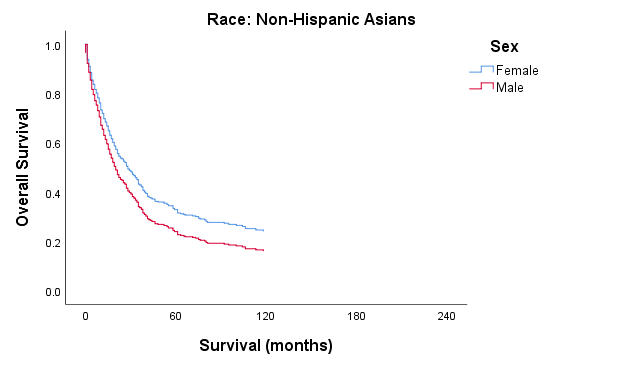 Race: Non-Hispanic Asians
Sex
Female
Male
Overall Survival
1.0
0.8
0.6
0.4
0.2
0.0
0 60 120 180 240
Survival (months)